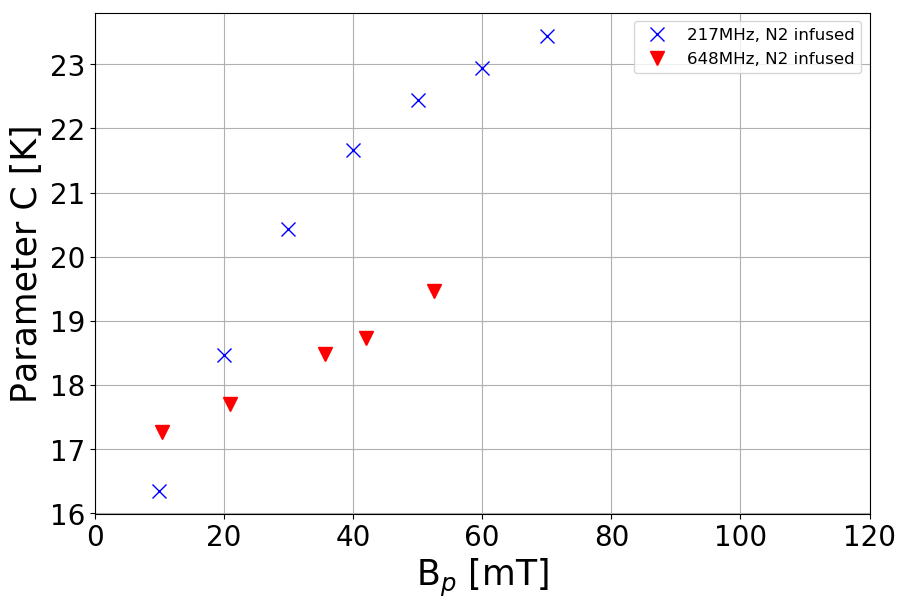 217MHz, N2 infused
648MHz, N2 infused
Parameter C [K]
23
22
21
20
19
18
17
16
0 20 40 60 80 100 120
Bₚ [mT]